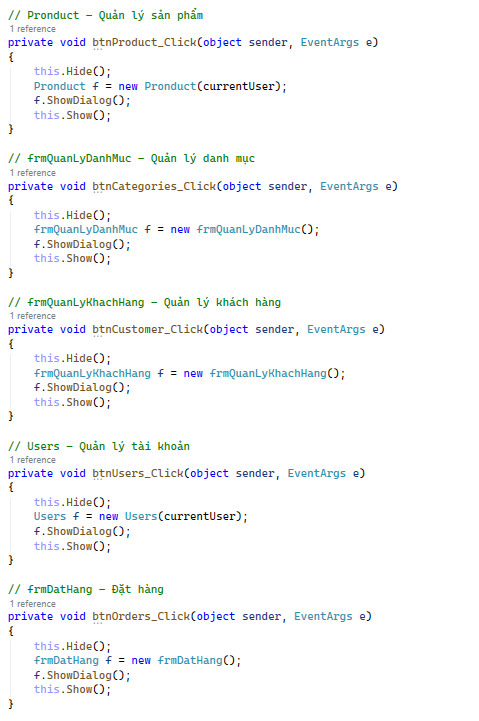 // Pronduct – Quản lý sản phẩm
1 reference
private void btnProduct_Click(object sender, EventArgs e)
{
    this.Hide();
    Pronduct f = new Pronduct(currentUser);
    f.ShowDialog();
    this.Show();
}
// frmQuanLyDanhMuc – Quản lý danh mục
1 reference
private void btnCategories_Click(object sender, EventArgs e)
{
    this.Hide();
    frmQuanLyDanhMuc f = new frmQuanLyDanhMuc();
    f.ShowDialog();
    this.Show();
}
// frmQuanLyKhachHang – Quản lý khách hàng
1 reference
private void btnCustomer_Click(object sender, EventArgs e)
{
    this.Hide();
    frmQuanLyKhachHang f = new frmQuanLyKhachHang();
    f.ShowDialog();
    this.Show();
}
// Users – Quản lý tài khoản
1 reference
private void btnUsers_Click(object sender, EventArgs e)
{
    this.Hide();
    Users f = new Users(currentUser);
    f.ShowDialog();
    this.Show();
}
// frmDatHang – Đặt hàng
1 reference
private void btnOrders_Click(object sender, EventArgs e)
{
    this.Hide();
    frmDatHang f = new frmDatHang();
    f.ShowDialog();
    this.Show();
}